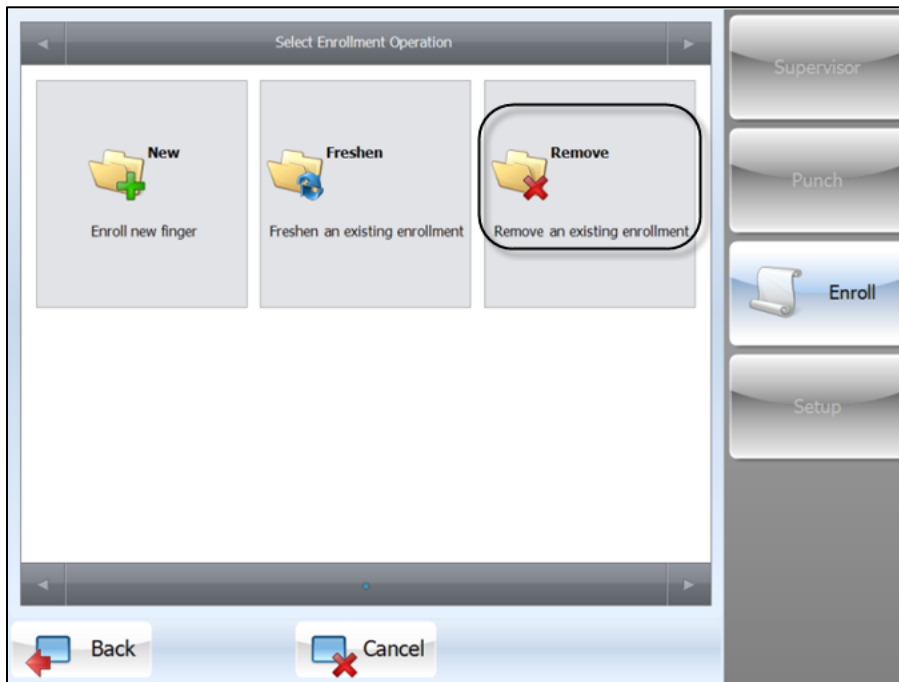 Select Enrollment Operation
New
Enroll new finger
Freshen
Freshen an existing enrollment
Remove
Remove an existing enrollment
Supervisor
Punch
Enroll
Setup
Back
Cancel